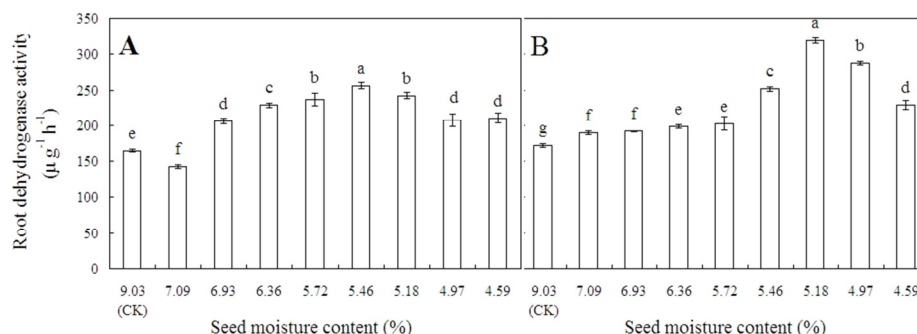 Root dehydrogenase activity
(μ g⁻¹ h⁻¹)
350
300
250
200
150
100
50
0
A
e
f
d
c
b
a
b
d
d
9.03 7.09 6.93 6.36 5.72 5.46 5.18 4.97 4.59
(CK)
Seed moisture content (%)
B
g
f
f
e
e
c
a
b
d
9.03 7.09 6.93 6.36 5.72 5.46 5.18 4.97 4.59
(CK)
Seed moisture content (%)